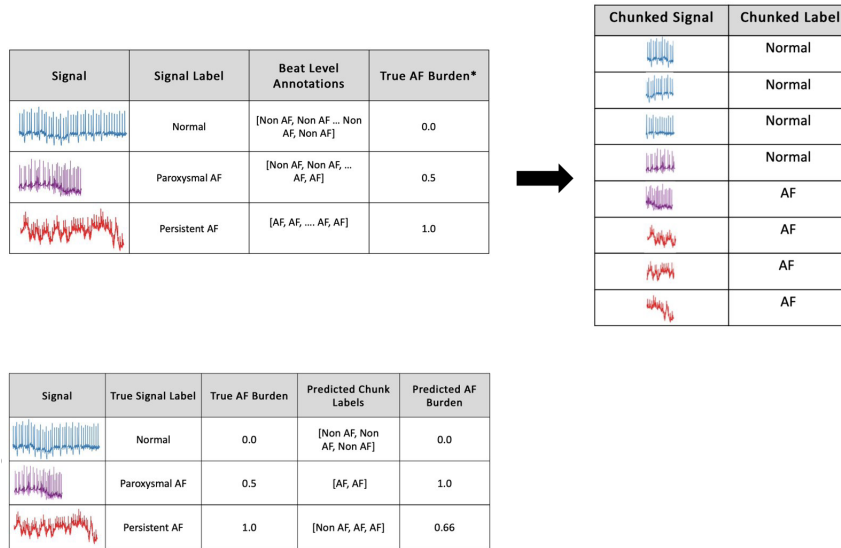 Signal
Signal Label
Beat Level
Annotations
True AF Burden*
Normal
[Non AF, Non AF ... Non
AF, Non AF]
0.0
Paroxysmal AF
[Non AF, Non AF, ...
AF, AF]
0.5
Persistent AF
[AF, AF, .... AF, AF]
1.0
Chunked Signal
Chunked Label
Normal
Normal
Normal
Normal
AF
AF
AF
AF
Signal
True Signal Label
True AF Burden
Predicted Chunk
Labels
Predicted AF
Burden
Normal
0.0
[Non AF, Non
AF, Non AF]
0.0
Paroxysmal AF
0.5
[AF, AF]
1.0
Persistent AF
1.0
[Non AF, AF, AF]
0.66